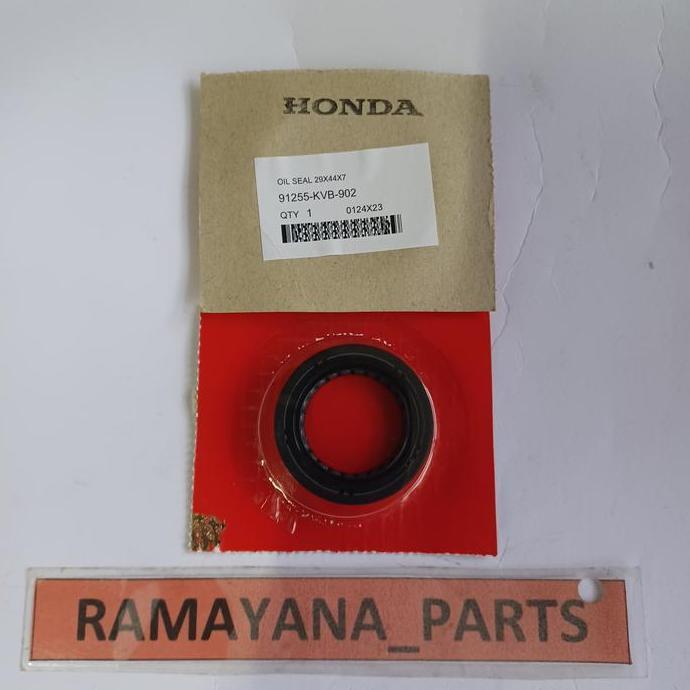 HONDA
OIL SEAL 29X44X7
91255-KVB-902
QTY 1 0124X23
RAMAYANA_PARTS